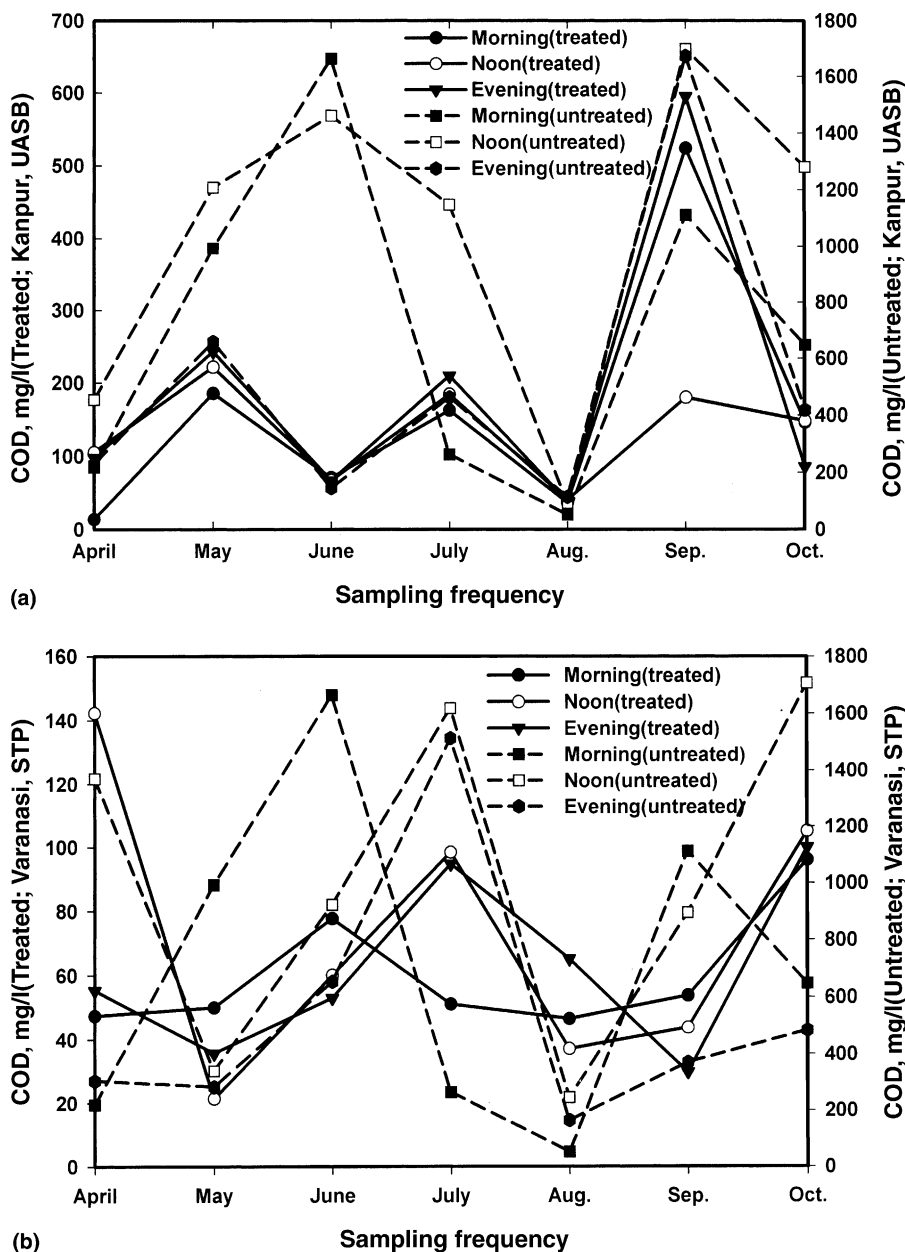 700
600
500
400
300
200
100
0
COD, mg/l(Treated; Kanpur, UASB)
Morning(treated)
Noon(treated)
Evening(treated)
Morning(untreated)
Noon(untreated)
Evening(untreated)
1800
1600
1400
1200
1000
800
600
400
200
0
COD, mg/l(Untreated; Kanpur, UASB)
April May June July Aug. Sep. Oct.
(a) Sampling frequency
160
140
120
100
80
60
40
20
0
COD, mg/l(Treated; Varanasi, STP)
Morning(treated)
Noon(treated)
Evening(treated)
Morning(untreated)
Noon(untreated)
Evening(untreated)
1800
1600
1400
1200
1000
800
600
400
200
0
COD, mg/l(Untreated; Varanasi, STP)
April May June July Aug. Sep. Oct.
(b) Sampling frequency